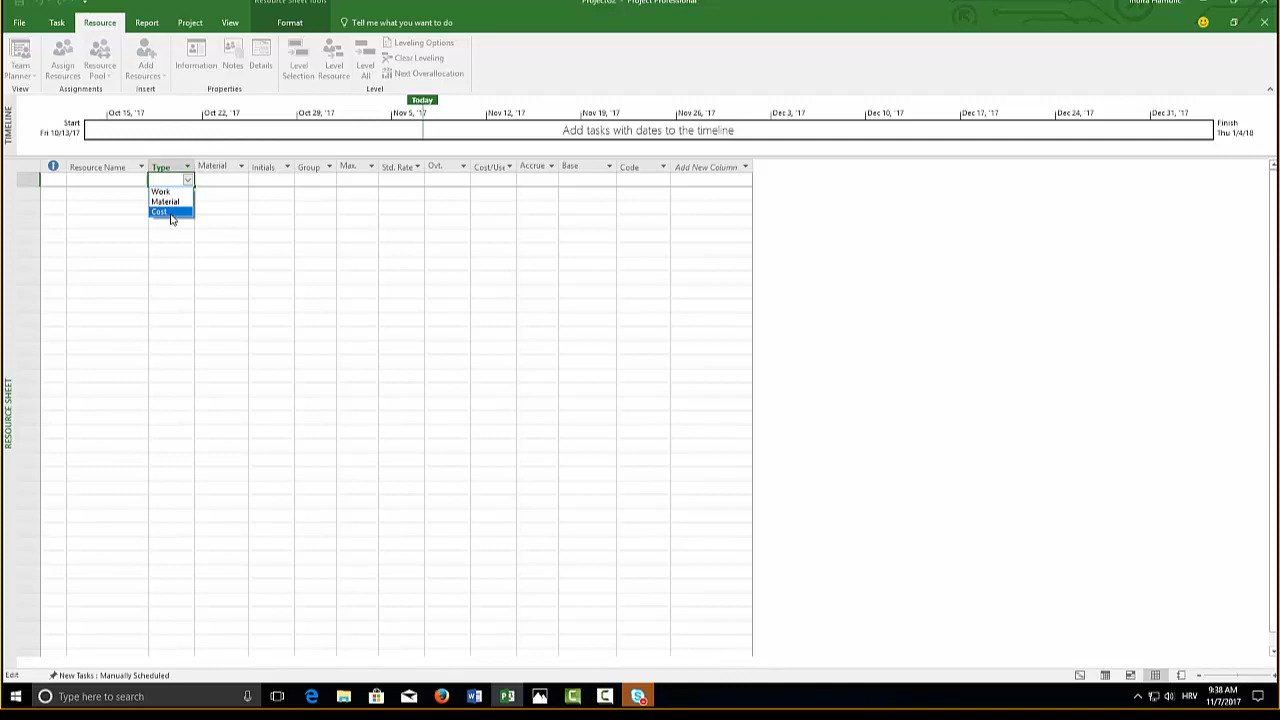 Resource Sheet Tools
Project02 - Project Professional
File Task Resource Report Project View Format Tell me what you want to do
Team Planner Assign Resources Resource Pool Add Resources Information Notes Details Level Selection Level Resource Level All
Leveling Options
Clear Leveling
Next Overallocation
View Assignments Insert Properties Level
Today
Oct 15, '17 Oct 22, '17 Oct 29, '17 Nov 5, '17 Nov 12, '17 Nov 19, '17 Nov 26, '17 Dec 3, '17 Dec 10, '17 Dec 17, '17 Dec 24, '17 Dec 31, '17
TIMELINE
Start
Fri 10/13/17
Add tasks with dates to the timeline
Finish
Thu 1/4/18
Resource Name Type Material Initials Group Max. Std. Rate Ovt. Cost/Use Accrue Base Code Add New Column
Work
Material
Cost
RESOURCE SHEET
Edit New Tasks : Manually Scheduled
Type here to search
HRV
9:38 AM
11/7/2017